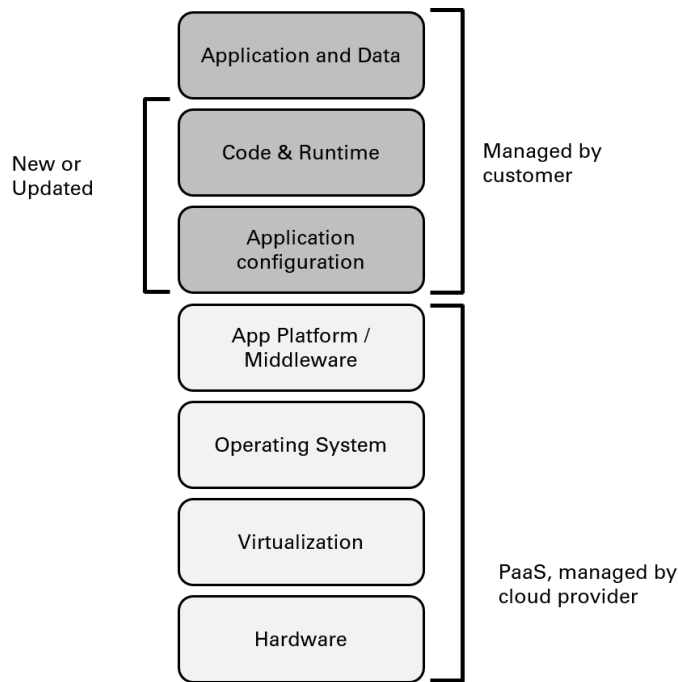 Application and Data
Code & Runtime
New or
Updated
Managed by
customer
Application
configuration
App Platform /
Middleware
Operating System
Virtualization
PaaS, managed by
cloud provider
Hardware